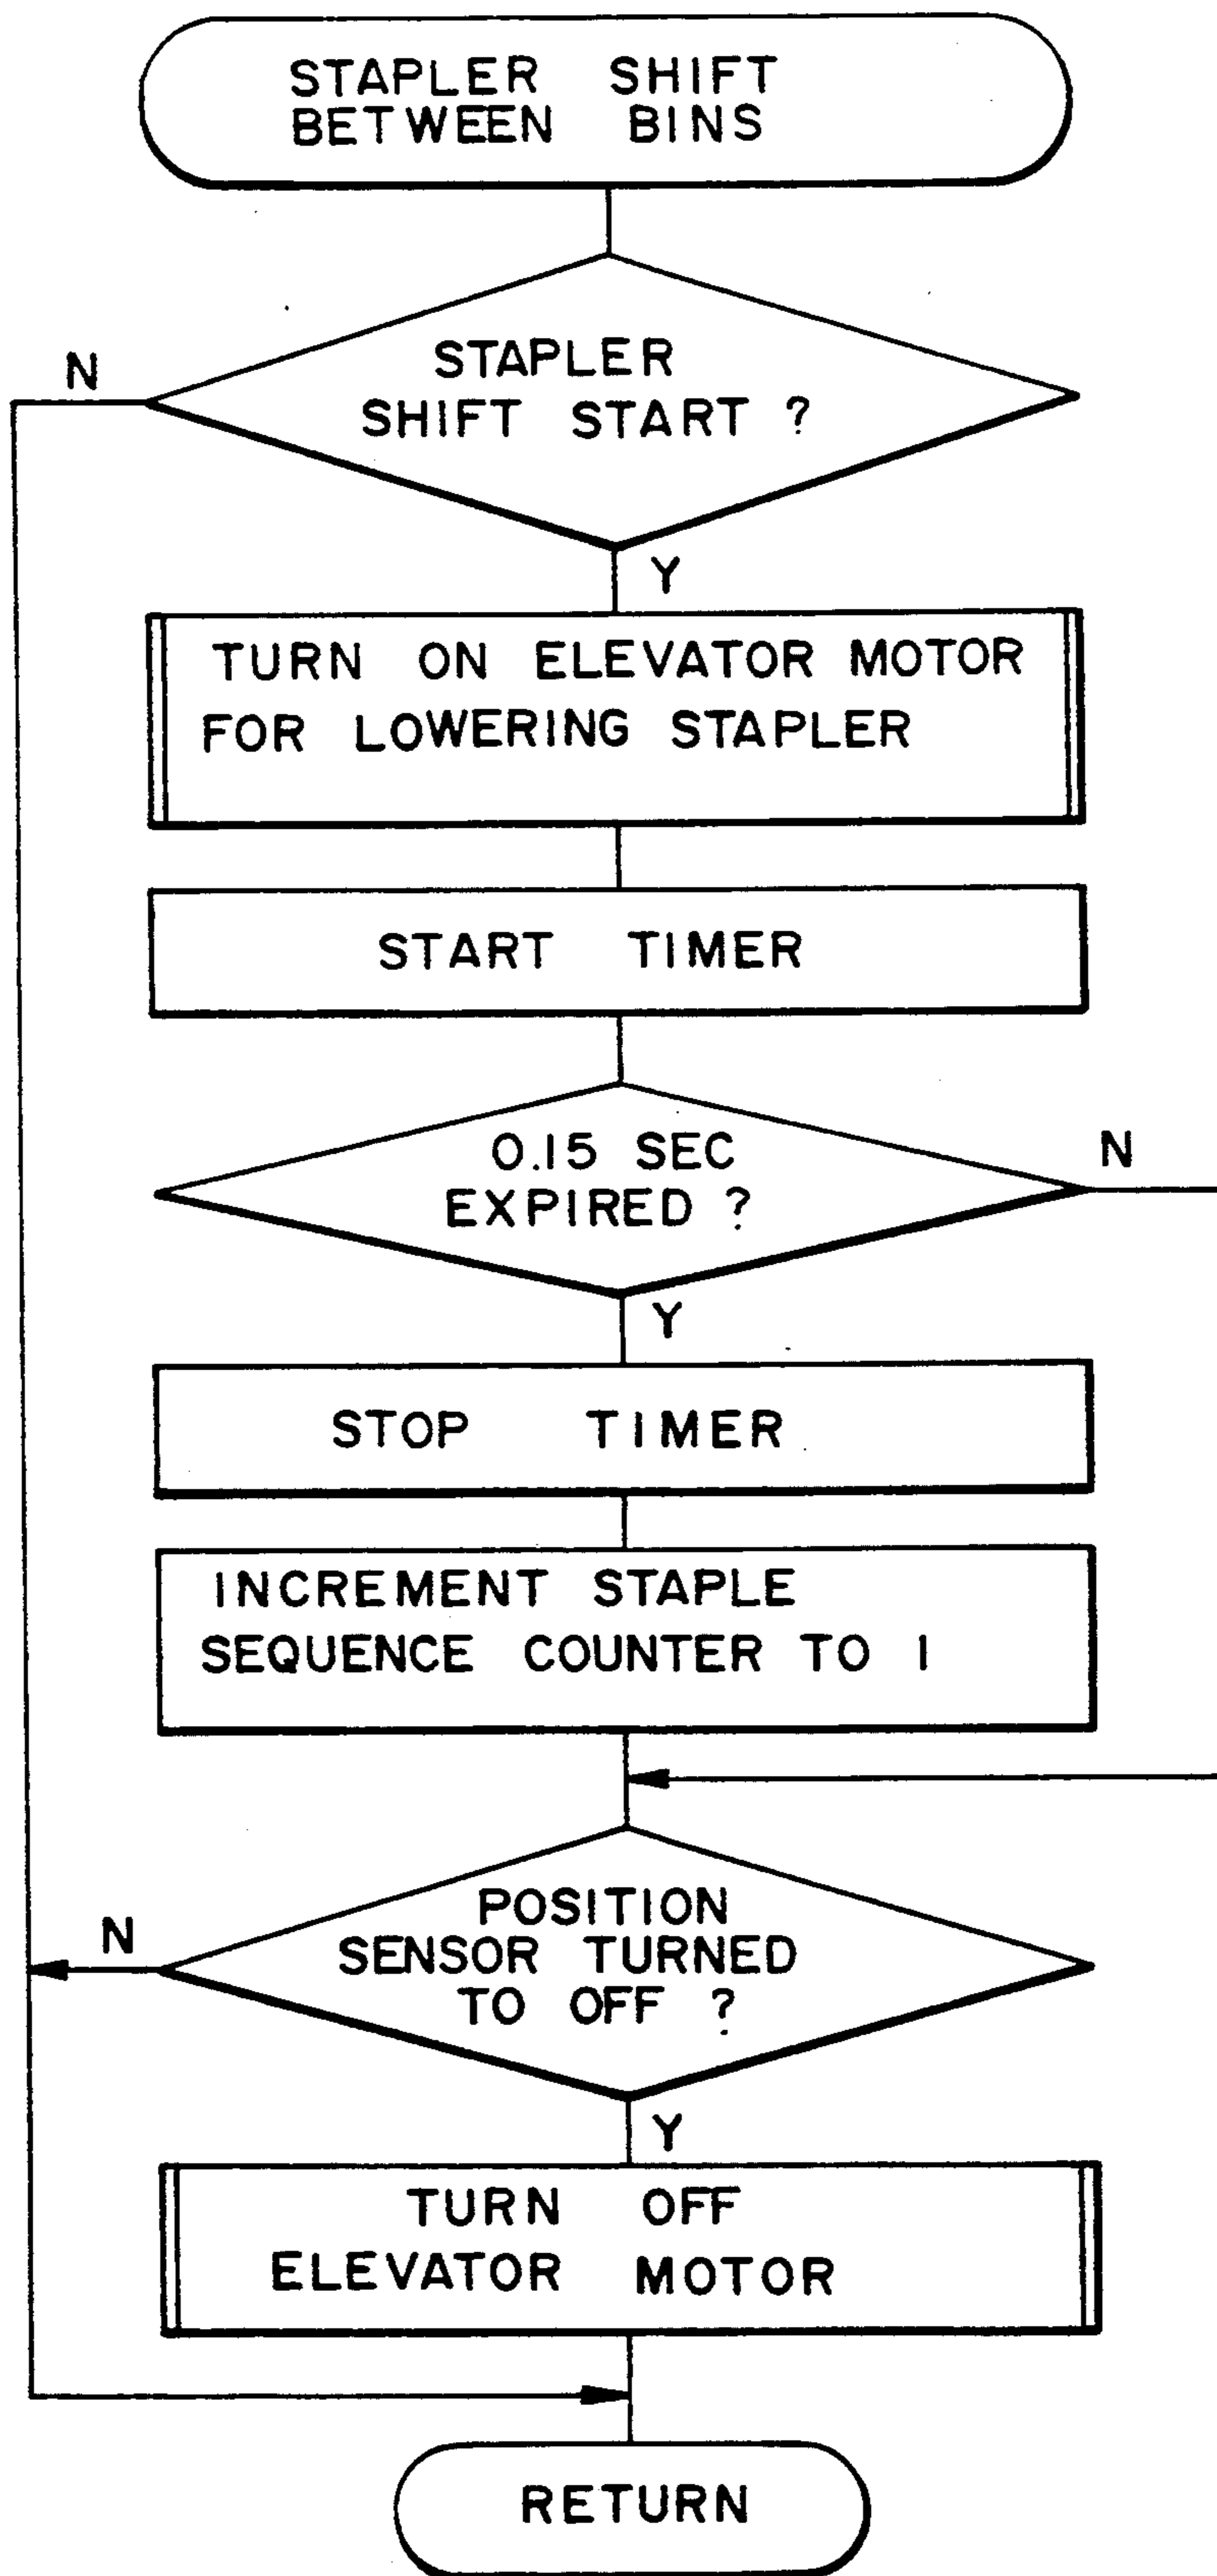 STAPLER SHIFT
BETWEEN BINS
N
STAPLER
SHIFT START ?
Y
TURN ON ELEVATOR MOTOR
FOR LOWERING STAPLER
START TIMER
0.15 SEC
EXPIRED ?
N
Y
STOP TIMER
INCREMENT STAPLE
SEQUENCE COUNTER TO 1
POSITION
N
SENSOR TURNED
TO OFF ?
Y
TURN OFF
ELEVATOR MOTOR
RETURN